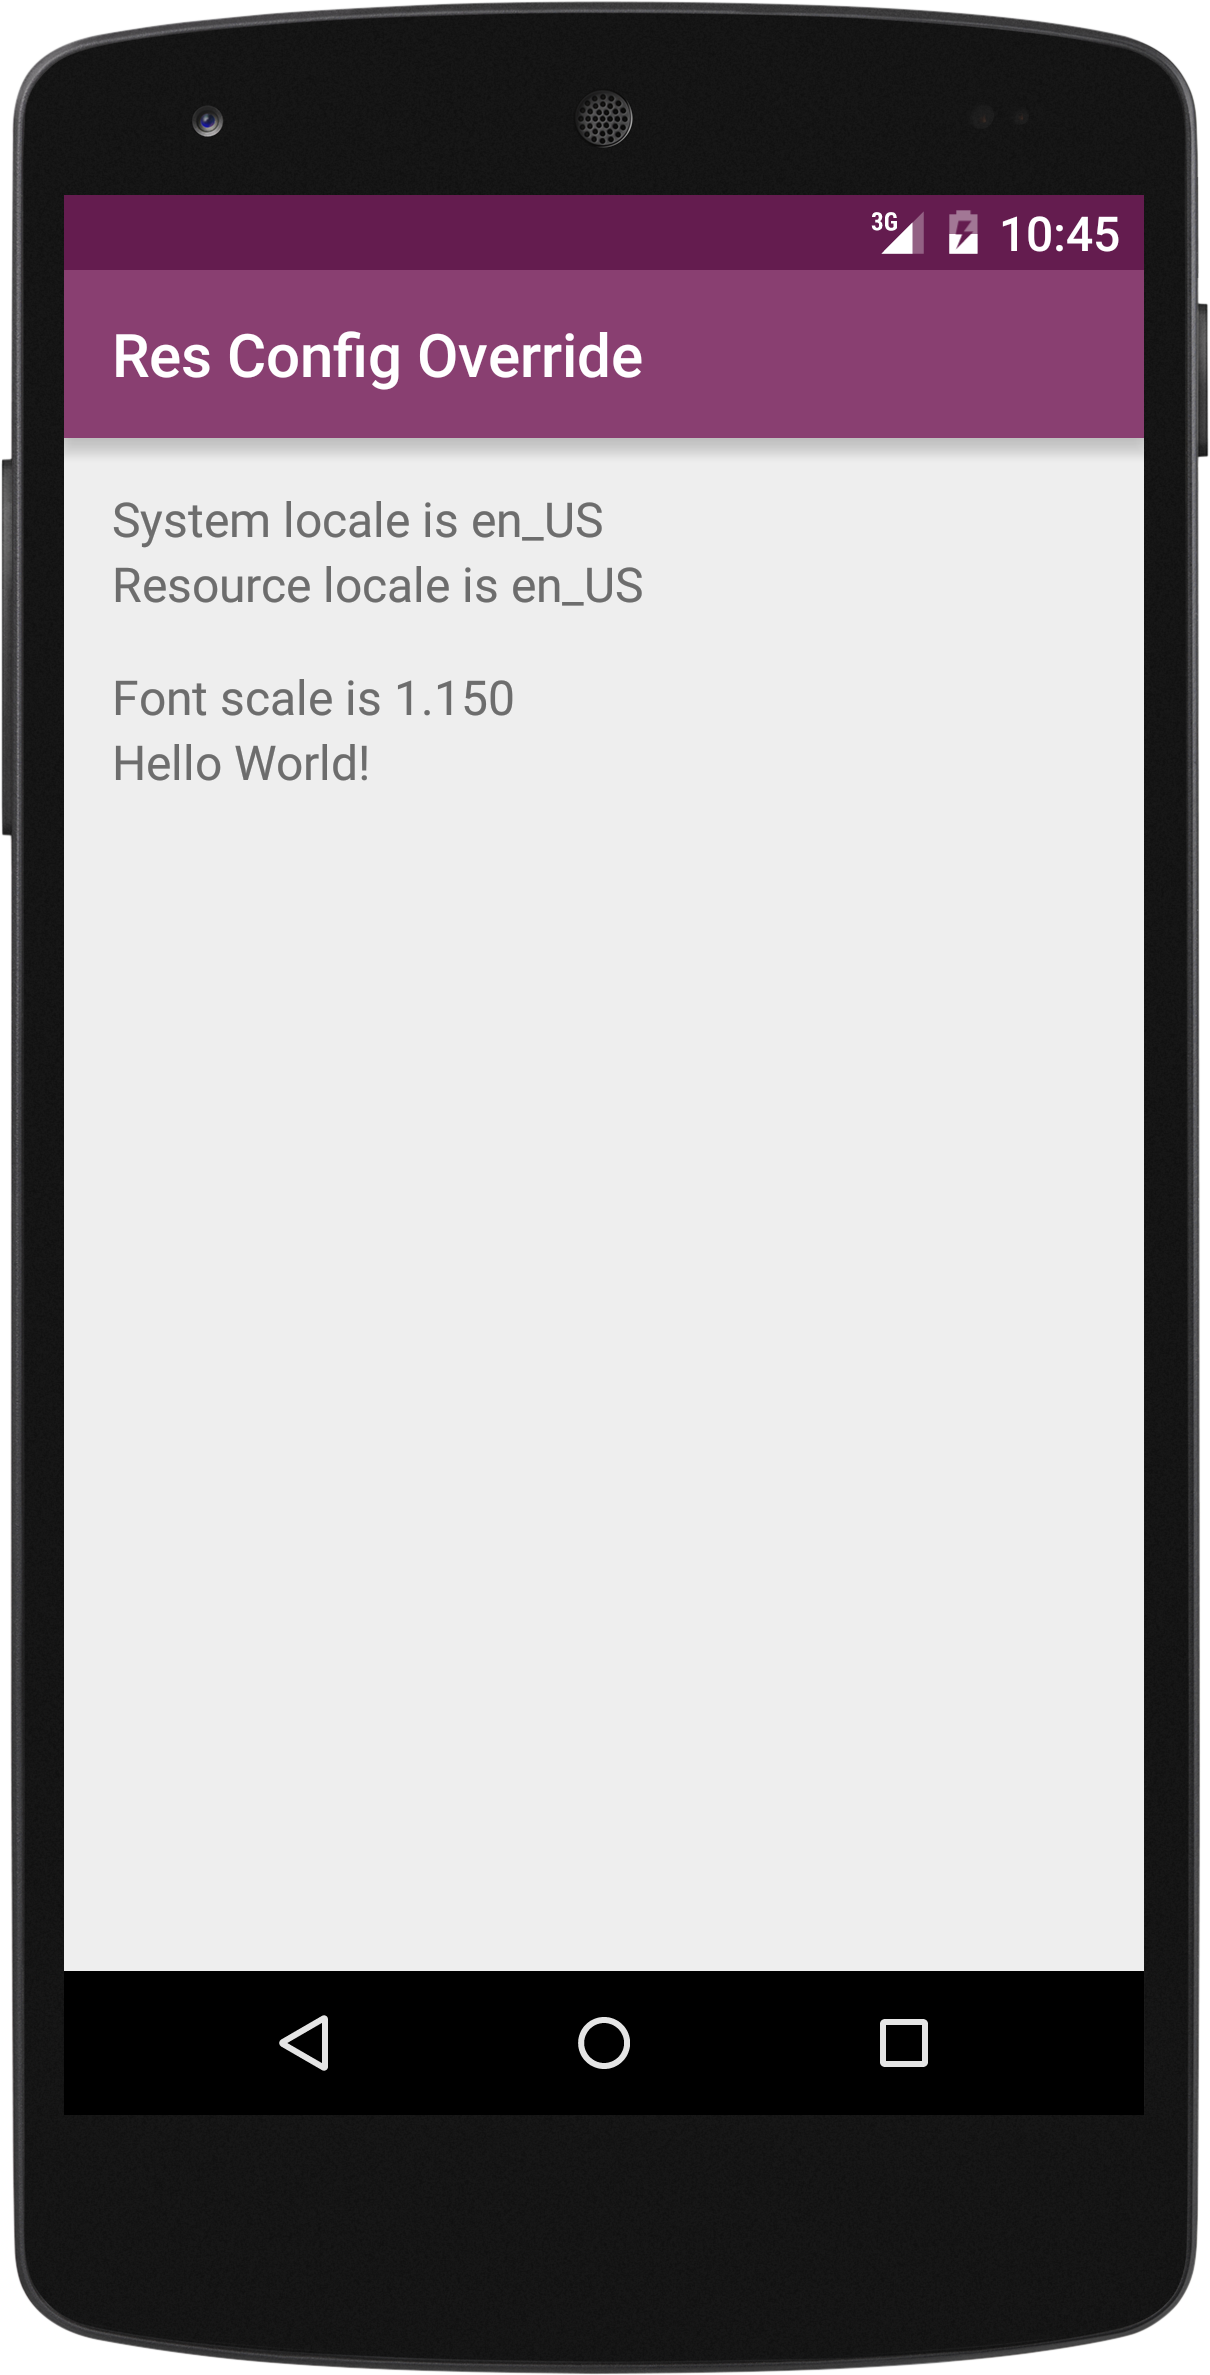 3G 10:45
Res Config Override
System locale is en_US
Resource locale is en_US
Font scale is 1.150
Hello World!